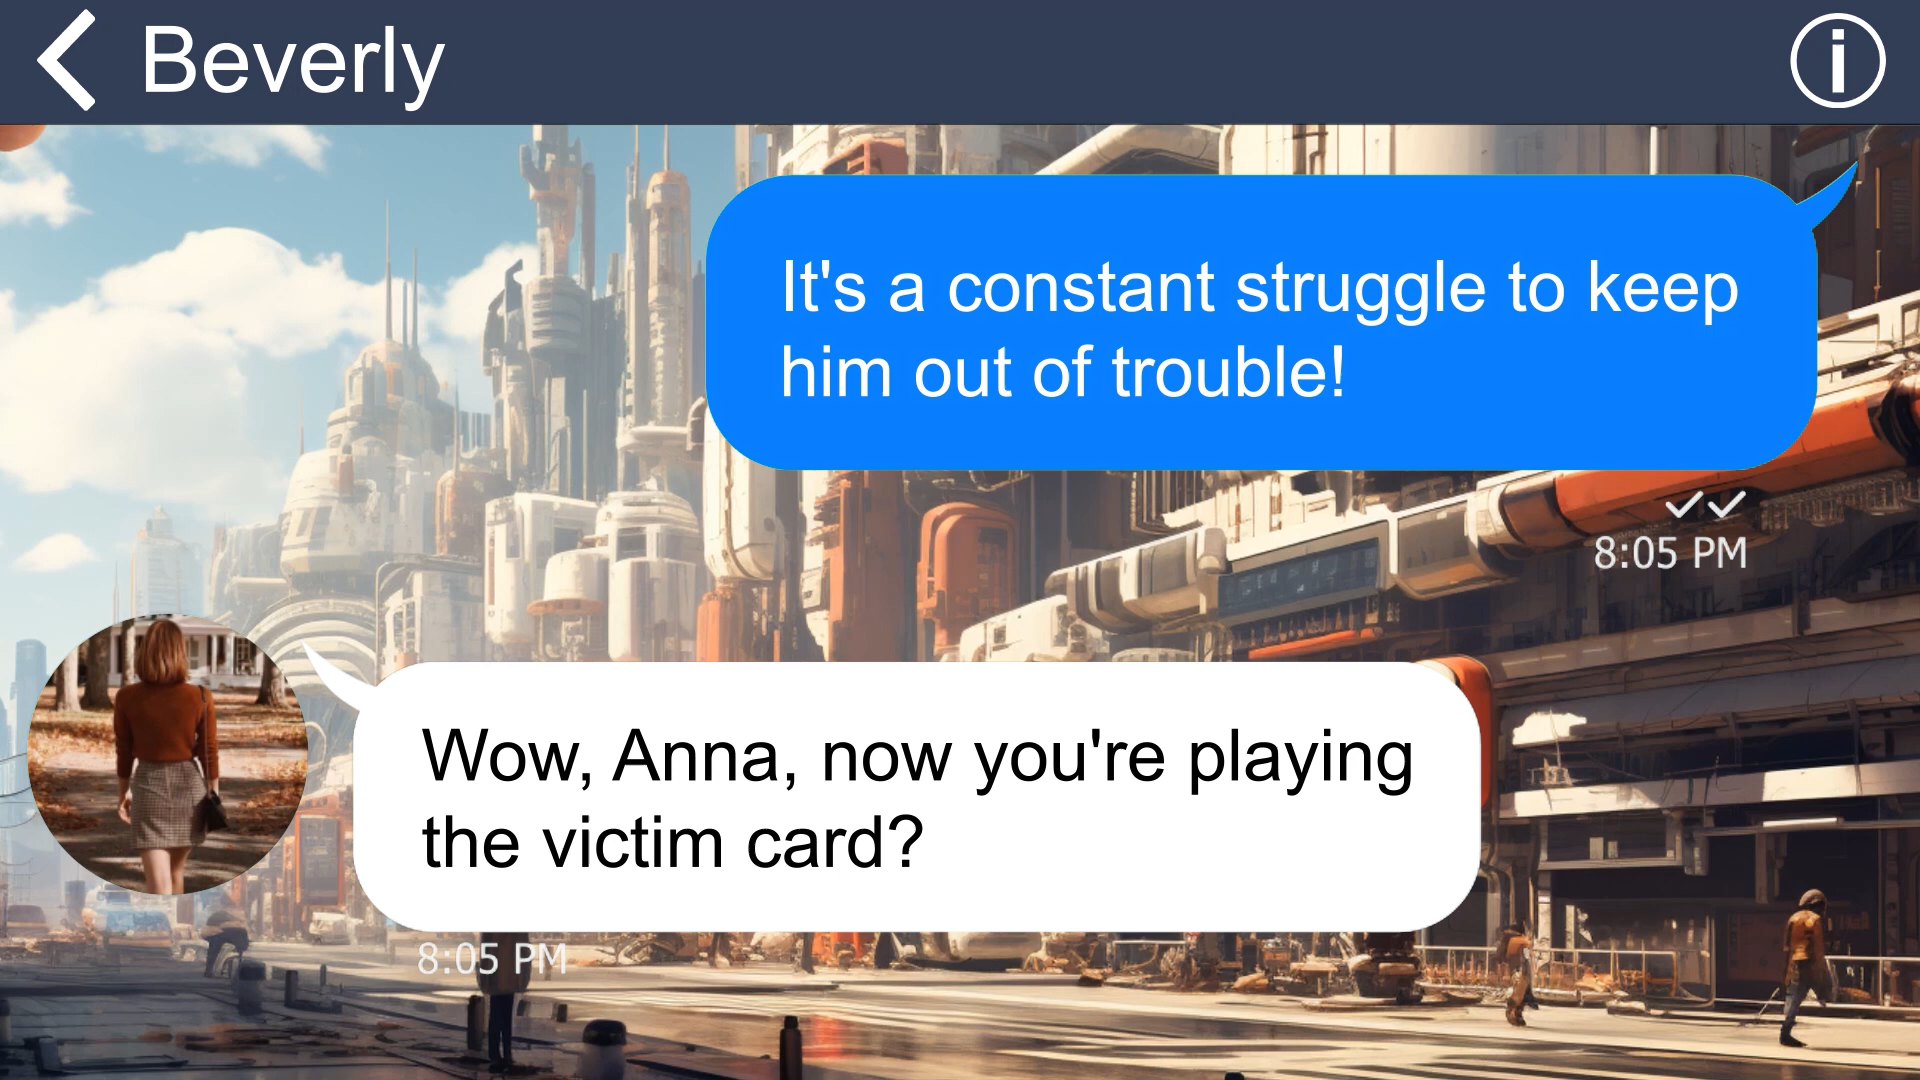 Beverly
It's a constant struggle to keep
him out of trouble!
8:05 PM
Wow, Anna, now you're playing
the victim card?
8:05 PM